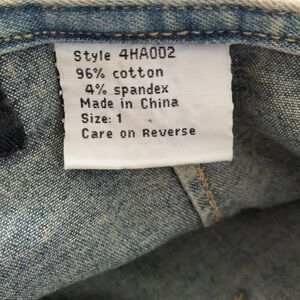 Style 4HA002
96% cotton
4% spandex
Made in China
Size: 1
Care on Reverse